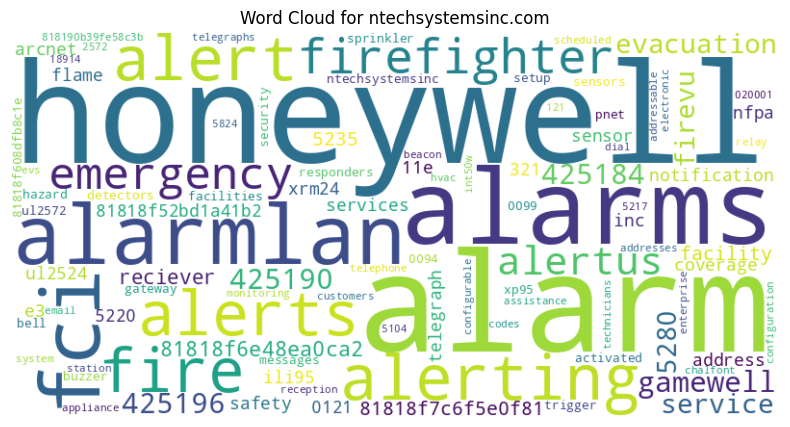 Word Cloud for ntechsystemsinc.com
818190b39fe58c3b
telegraphs
alert
sprinkler
firefighter
scheduled
evacuation
arcnet
2572
18914
flame
ntechsystemsinc
setup
sensors
honeywell
5824
security
5235
121
pnet
firevu
addressable
electronic
020001
nfpa
sensor
dial
relay
81818f608dfb8c1e
evs
emergency
responders
beacon
11e
hvac
int50w
321
425184
notification
hazard
detectors
facilities
xrm24
ul2572
81818f52bd1a41b2
services
alarms
inc
0099
5217
alarmlan
0094
alertus
addresses
facility
coverage
ul2524
reciever
425190
telephone
telegraph
configurable
xp95
assistance
technicians
enterprise
configuration
e3
email
gateway
monitoring
customers
alarm
bell
5220
alerts
5104
codes
fci
81818f6e48ea0ca2
messages
activated
5280
address
chalfont
system
station
buzzer
fire
ili95
alerting
gamewell
appliance
425196
safety
reception
0121
81818f7c6f5e0f81
trigger
service